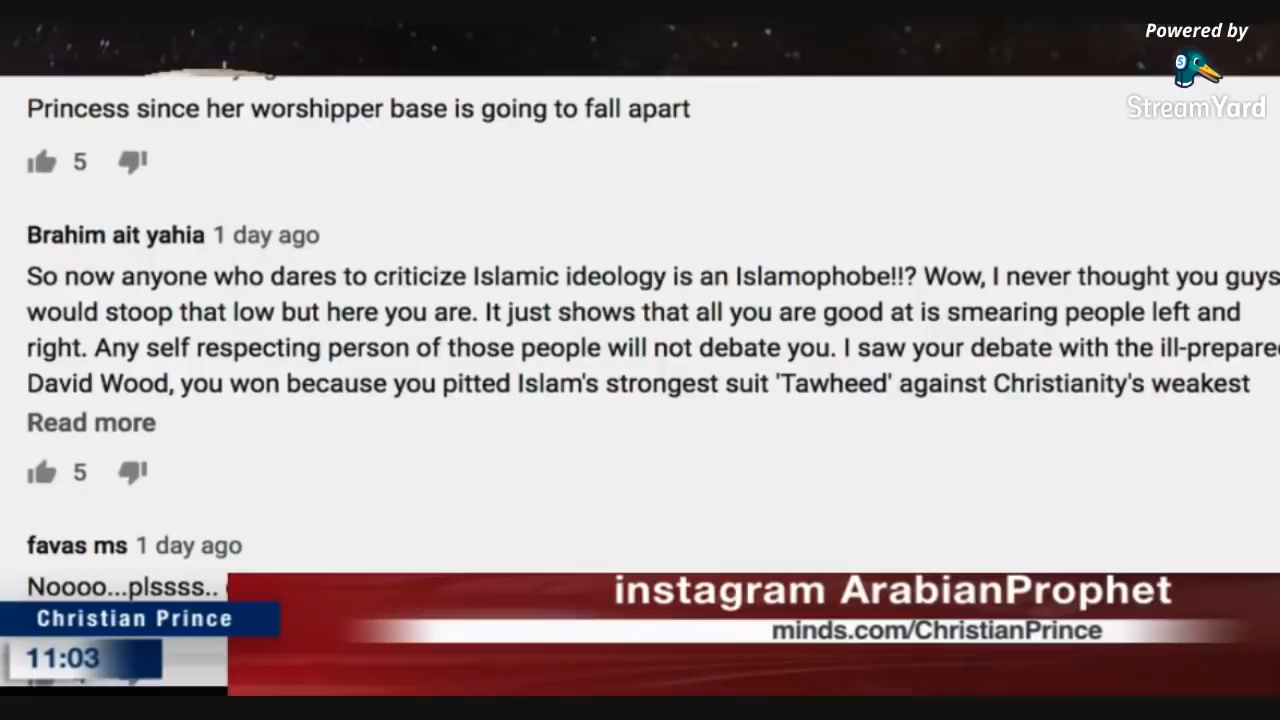 Powered by
StreamYard
Princess since her worshipper base is going to fall apart
5
Brahim ait yahia 1 day ago
So now anyone who dares to criticize Islamic ideology is an Islamophobe!!? Wow, I never thought you guys
would stoop that low but here you are. It just shows that all you are good at is smearing people left and
right. Any self respecting person of those people will not debate you. I saw your debate with the ill-prepared
David Wood, you won because you pitted Islam's strongest suit 'Tawheed' against Christianity's weakest
Read more
5
favas ms 1 day ago
Noooo...plssss..
instagram ArabianProphet
Christian Prince
minds.com/ChristianPrince
11:03